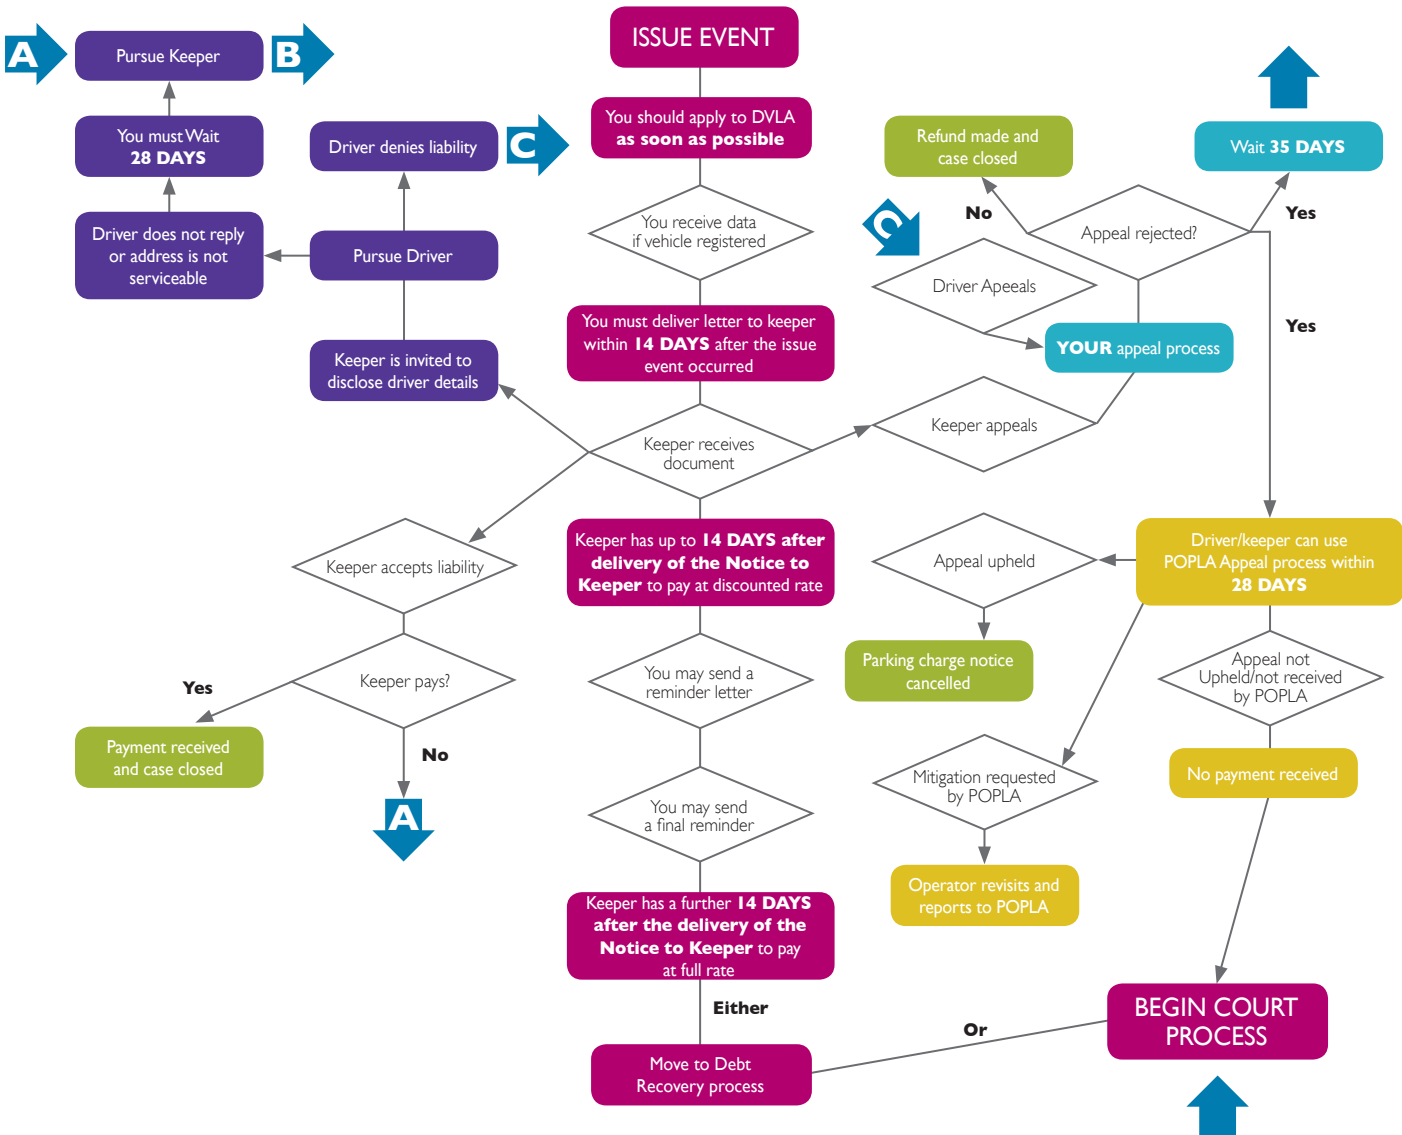 A
Pursue Keeper
B
You must Wait
28 DAYS
Driver does not reply
or address is not
serviceable
Driver denies liability
C
Pursue Driver
Keeper is invited to
disclose driver details
ISSUE EVENT
You should apply to DVLA
as soon as possible
You receive data
if vehicle registered
You must deliver letter to keeper
within 14 DAYS after the issue
event occurred
Keeper receives
document
Keeper has up to 14 DAYS after
delivery of the Notice to
Keeper to pay at discounted rate
You may send a
reminder letter
You may send
a final reminder
Keeper has a further 14 DAYS
after the delivery of the
Notice to Keeper to pay
at full rate
Either
Move to Debt
Recovery process
Or
BEGIN COURT
PROCESS
Keeper accepts liability
Keeper pays?
Yes
Payment received
and case closed
No
A
Refund made and
case closed
Wait 35 DAYS
No
Yes
Appeal rejected?
C
Driver Apeeals
YOUR appeal process
Yes
Keeper appeals
Driver/keeper can use
POPLA Appeal process within
28 DAYS
Appeal upheld
Parking charge notice
cancelled
Appeal not
Upheld/not received
by POPLA
Mitigation requested
by POPLA
No payment received
Operator revisits and
reports to POPLA